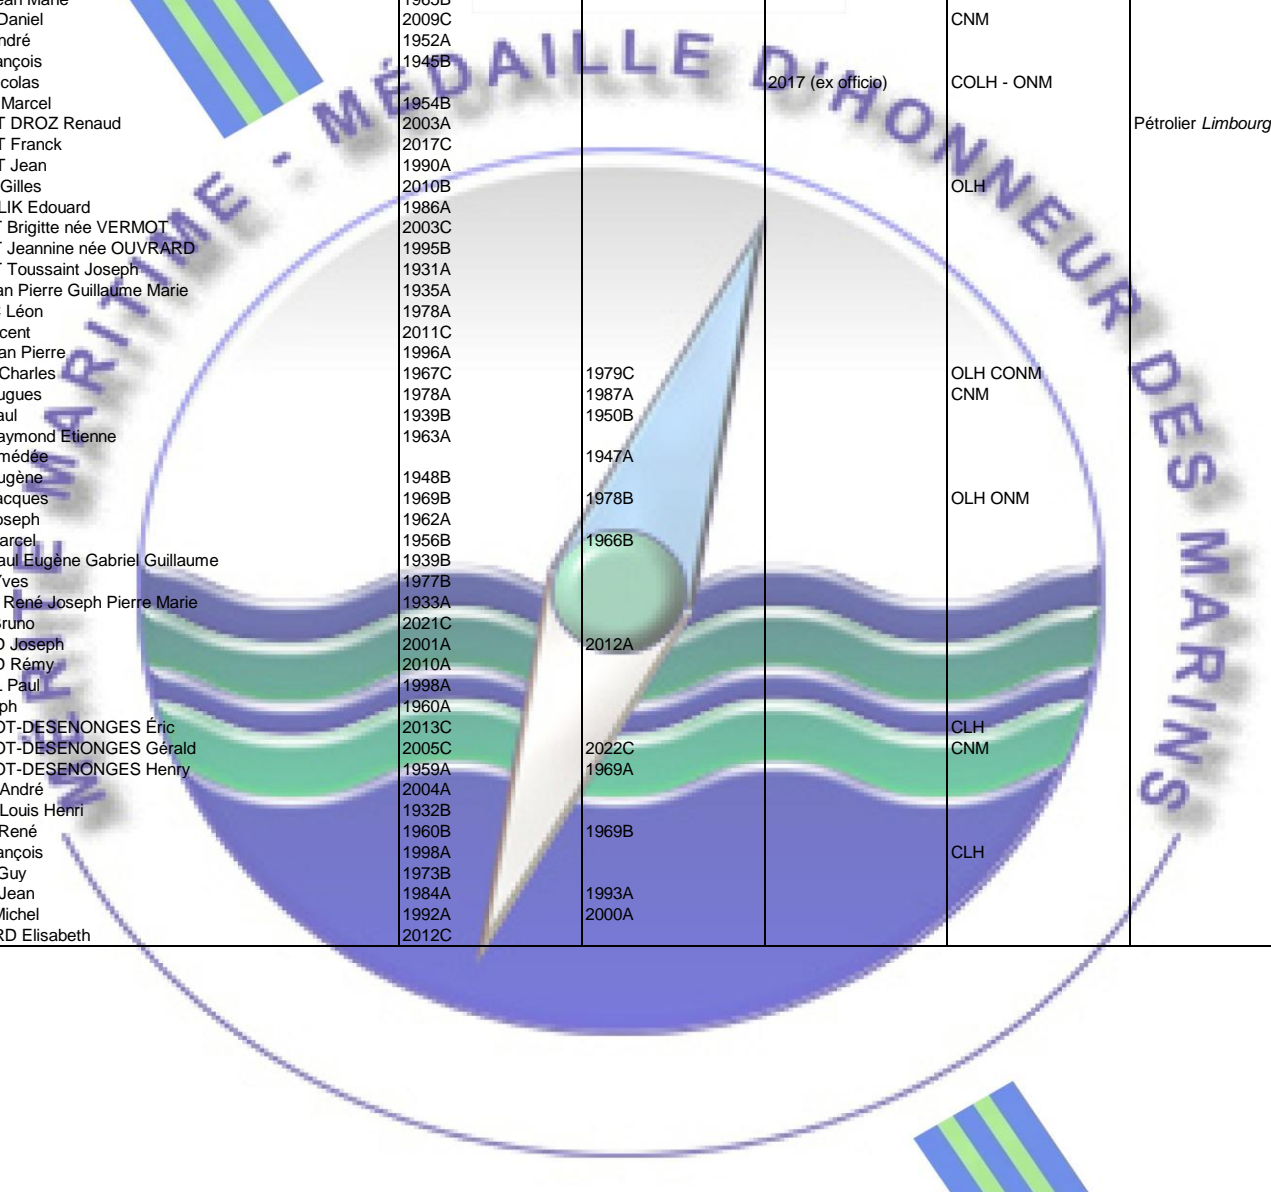 1965B
Daniel 2009C CNM
ndré 1952A
ançois 1945B
colas 2017 (ex officio) COLH - ONM
Marcel 1954B
T DROZ Renaud 2003A Pétrolier Limbourg
T Franck 2017C
T Jean 1990A
Gilles 2010B OLH
LIK Edouard 1986A
T Brigitte née VERMOT 2003C
T Jeannine née OUVRARD 1995B
T Toussaint Joseph 1931A
an Pierre Guillaume Marie 1935A
Léon 1978A
cent 2011C
an Pierre 1996A
Charles 1967C 1979C OLH CONM
ugues 1978A 1987A CNM
aul 1939B 1950B
aymond Etienne 1963A
médée 1947A
ugène 1948B
acques 1969B 1978B OLH ONM
oseph 1962A
arcel 1956B 1966B
aul Eugène Gabriel Guillaume 1939B
Yves 1977B
René Joseph Pierre Marie 1933A
Bruno 2021C
D Joseph 2001A 2012A
D Rémy 2010A
L Paul 1998A
ph 1960A
OT-DESENONGES Éric 2013C CLH
OT-DESENONGES Gérald 2005C 2022C CNM
OT-DESENONGES Henry 1959A 1969A
André 2004A
Louis Henri 1932B
René 1960B 1969B
ançois 1998A CLH
Guy 1973B
Jean 1984A 1993A
Michel 1992A 2000A
RD Elisabeth 2012C
MÉRITE MARITIME - MÉDAILLE D'HONNEUR DES MARINS